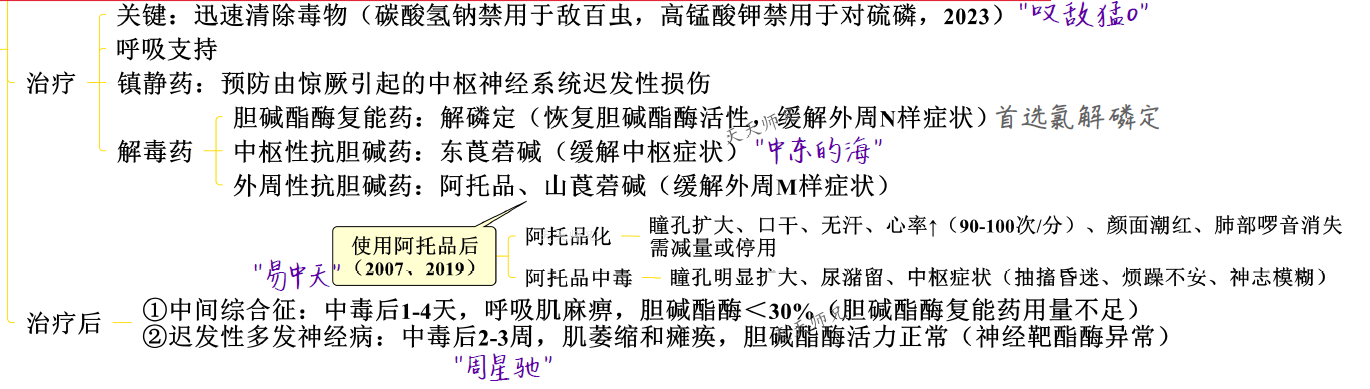 关键：迅速清除毒物（碳酸氢钠禁用于敌百虫，高锰酸钾禁用于对硫磷，2023）"叹敌猛o"
呼吸支持
治疗
镇静药：预防由惊厥引起的中枢神经系统迟发性损伤
胆碱酯酶复能药：解磷定（恢复胆碱酯酶活性，缓解外周N样症状）首选氯解磷定
解毒药
中枢性抗胆碱药：东莨菪碱（缓解中枢症状）"中东的海"
外周性抗胆碱药：阿托品、山莨菪碱（缓解外周M样症状）
使用阿托品后
（2007、2019）
阿托品化
瞳孔扩大、口干、无汗、心率↑（90-100次/分）、颜面潮红、肺部啰音消失
需减量或停用
阿托品中毒
瞳孔明显扩大、尿潴留、中枢症状（抽搐昏迷、烦躁不安、神志模糊）
"易中天"
治疗后
①中间综合征：中毒后1-4天，呼吸肌麻痹，胆碱酯酶＜30%（胆碱酯酶复能药用量不足）
②迟发性多发神经病：中毒后2-3周，肌萎缩和瘫痪，胆碱酯酶活力正常（神经靶酯酶异常）
"周星驰"